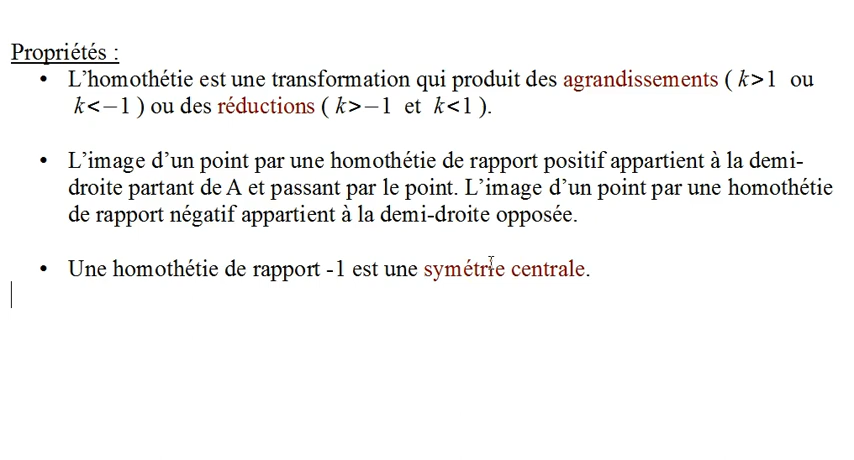 Propriétés :
• L’homothétie est une transformation qui produit des agrandissements ( k>1 ou
k<−1 ) ou des réductions ( k>−1 et k<1 ).
• L’image d’un point par une homothétie de rapport positif appartient à la demi-
droite partant de A et passant par le point. L’image d’un point par une homothétie
de rapport négatif appartient à la demi-droite opposée.
• Une homothétie de rapport -1 est une symétrie centrale.